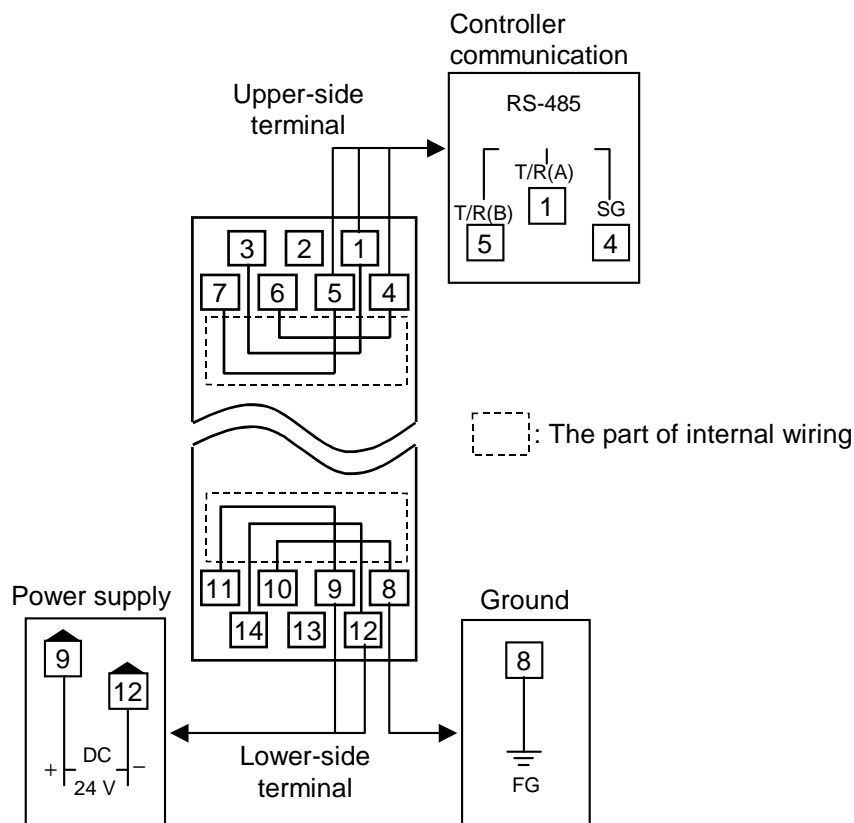 Controller
communication
RS-485
T/R(A)
T/R(B)
1
SG
5
4
Upper-side
terminal
3 2 1
7 6 5 4
: The part of internal wiring
11 10 9 8
14 13 12
Power supply
9
12
DC
+ −
24 V
Lower-side
terminal
Ground
8
FG